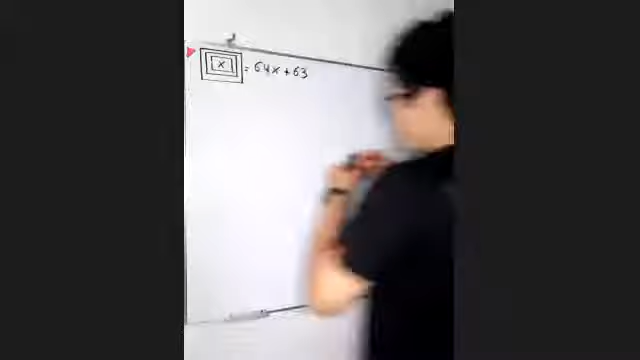 x = 64x + 63